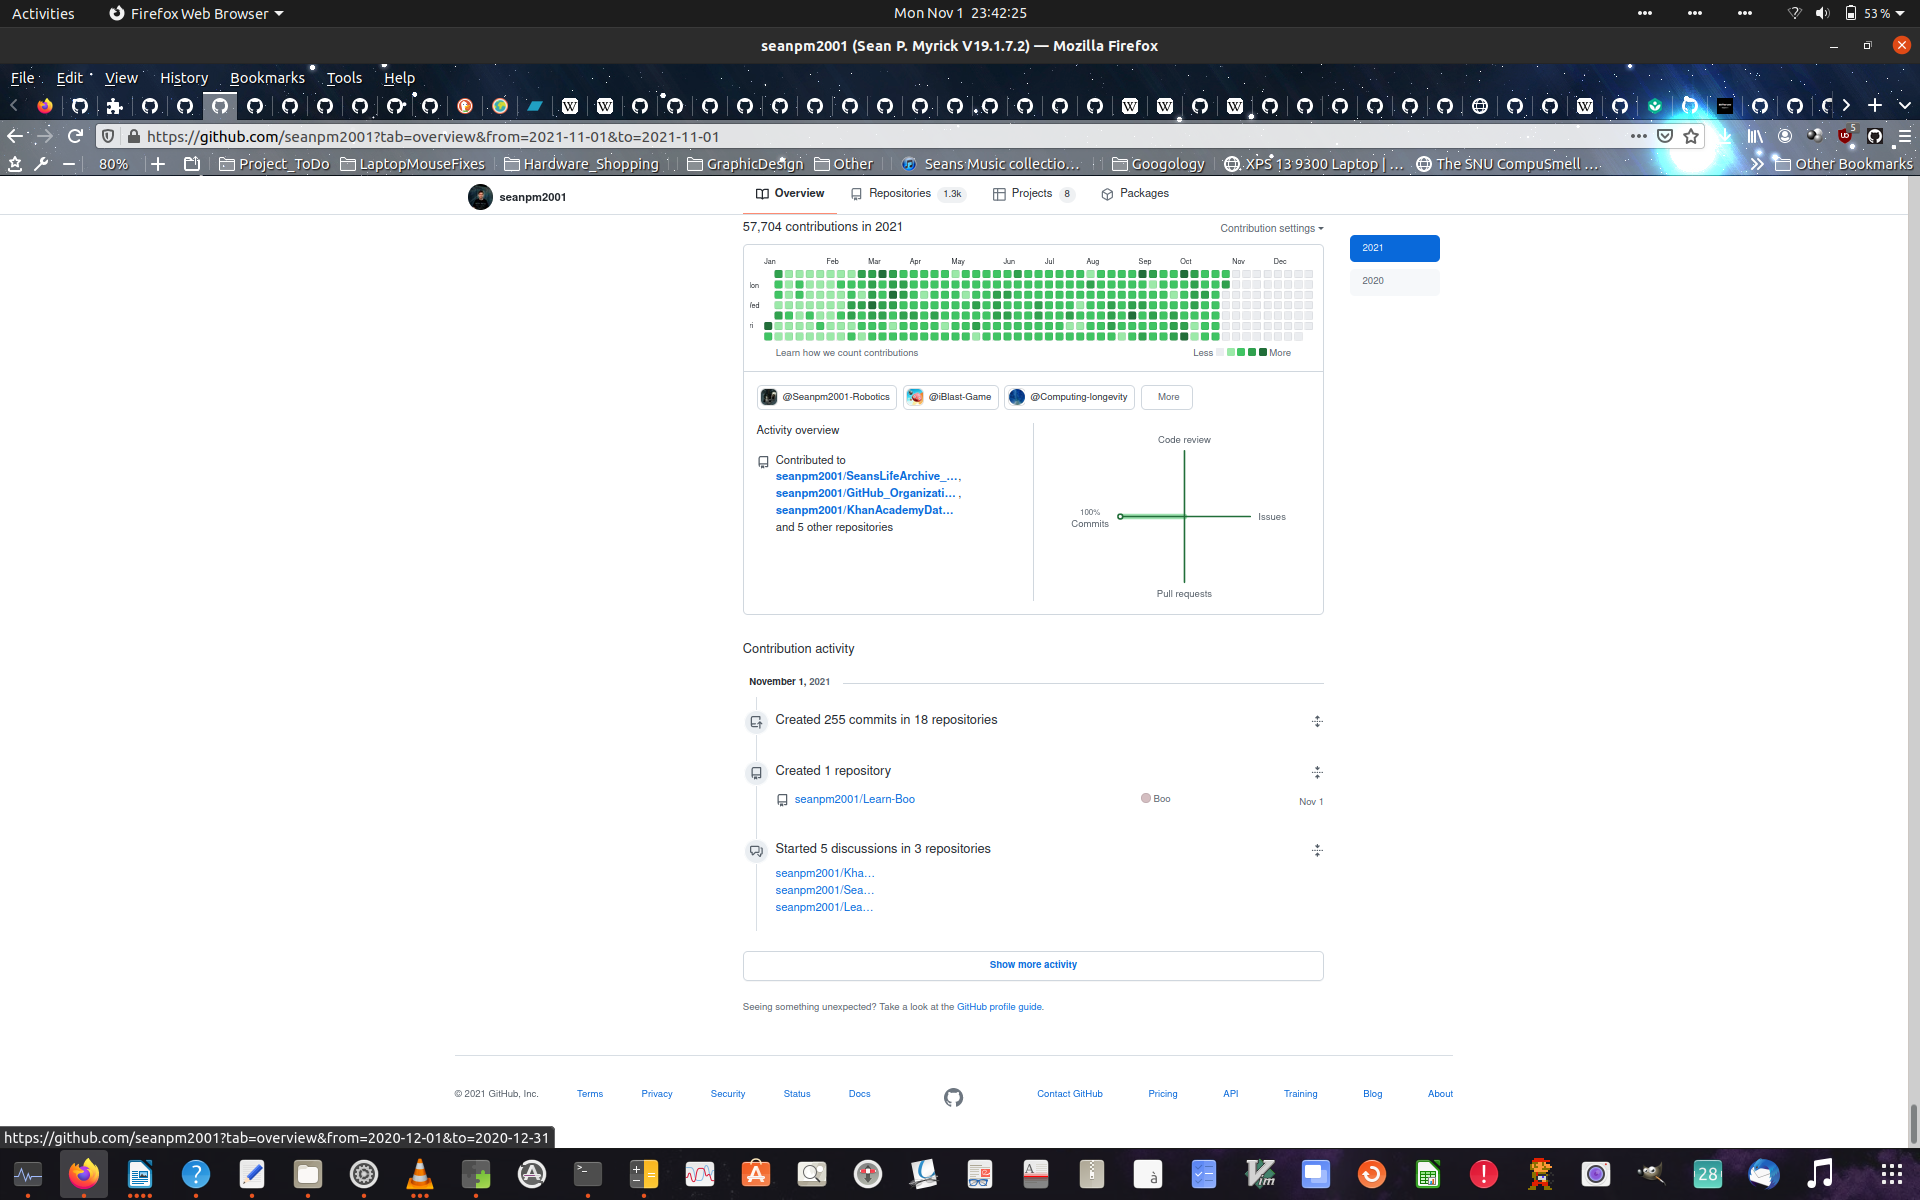 Activities Firefox Web Browser Mon Nov 1 23:42:25 53 %
seanpm2001 (Sean P. Myrick V19.1.7.2) — Mozilla Firefox
File Edit View History Bookmarks Tools Help
https://github.com/seanpm2001?tab=overview&from=2021-11-01&to=2021-11-01
80% Project_ToDo LaptopMouseFixes Hardware_Shopping GraphicDesign Other Seans Music collectio… Googology XPS 13 9300 Laptop | … The SNU CompuSmell … Other Bookmarks
seanpm2001 Overview Repositories 1.3k Projects 8 Packages
57,704 contributions in 2021 Contribution settings
2021
2020
Jan Feb Mar Apr May Jun Jul Aug Sep Oct Nov Dec
Learn how we count contributions Less More
@Seanpm2001-Robotics @iBlast-Game @Computing-longevity More
Activity overview
Contributed to
seanpm2001/SeansLifeArchive_…,
seanpm2001/GitHub_Organizati… ,
seanpm2001/KhanAcademyDat…
and 5 other repositories
Code review
100%
Commits
Issues
Pull requests
Contribution activity
November 1, 2021
Created 255 commits in 18 repositories
Created 1 repository
seanpm2001/Learn-Boo Boo Nov 1
Started 5 discussions in 3 repositories
seanpm2001/Kha…
seanpm2001/Sea…
seanpm2001/Lea…
Show more activity
Seeing something unexpected? Take a look at the GitHub profile guide.
© 2021 GitHub, Inc. Terms Privacy Security Status Docs Contact GitHub Pricing API Training Blog About
https://github.com/seanpm2001?tab=overview&from=2020-12-01&to=2020-12-31
28